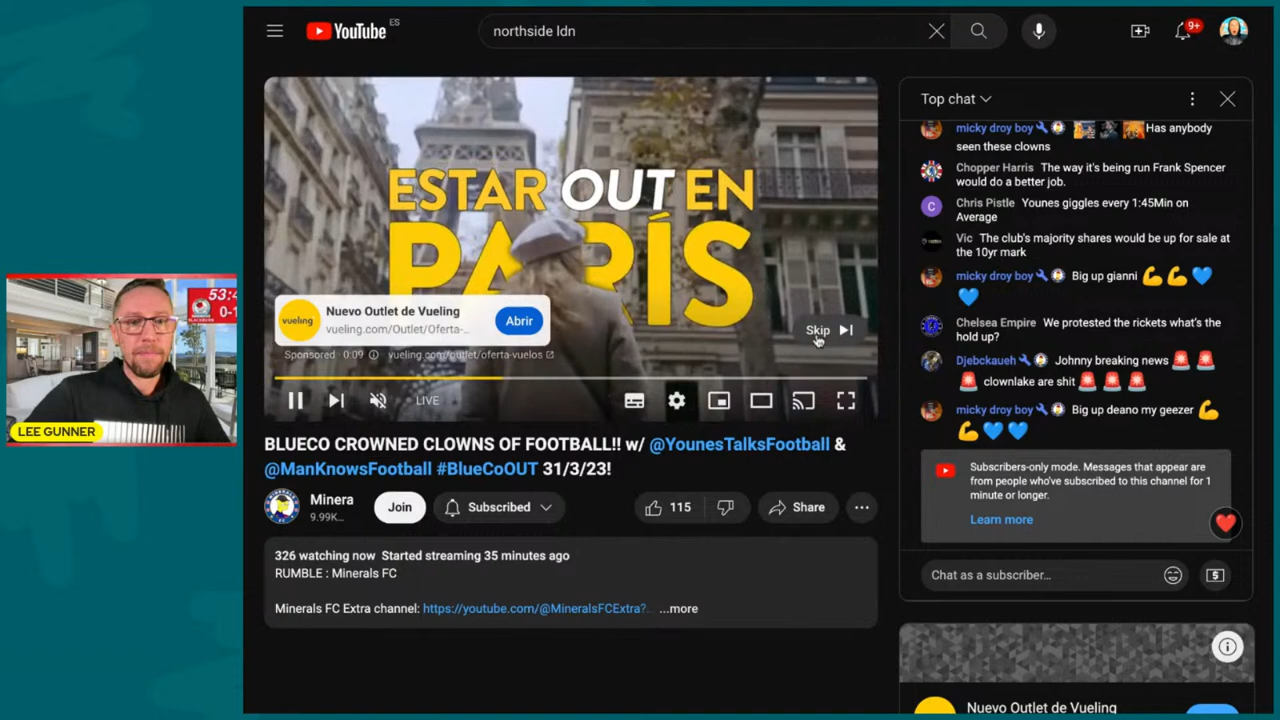 YouTube ES
northside ldn
9+
ESTAR OUT EN
PARÍS
vueling
Nuevo Outlet de Vueling
vueling.com/Outlet/Oferta-...
Abrir
Skip
Sponsored · 0:09 vueling.com/outlet/oferta-vuelos
LIVE
BLUECO CROWNED CLOWNS OF FOOTBALL!! w/ @YounesTalksFootball &
@ManKnowsFootball #BlueCoOUT 31/3/23!
Minera
9.99K...
Join
Subscribed
115
Share
326 watching now Started streaming 35 minutes ago
RUMBLE : Minerals FC
Minerals FC Extra channel: https://youtube.com/@MineralsFCExtra?... ...more
Top chat
micky droy boy Has anybody
seen these clowns
Chopper Harris The way it's being run Frank Spencer
would do a better job.
C
Chris Pistle Younes giggles every 1:45Min on
Average
Vic The club's majority shares would be up for sale at
the 10yr mark
micky droy boy Big up gianni 💪💪💙
💙
Chelsea Empire We protested the rickets what's the
hold up?
Djebckaueh Johnny breaking news 🚨🚨
🚨 clownlake are shit 🚨🚨🚨
micky droy boy Big up deano my geezer 💪
💪💙💙
Subscribers-only mode. Messages that appear are
from people who've subscribed to this channel for 1
minute or longer.
Learn more
Chat as a subscriber...
Nuevo Outlet de Vueling
53:4
0-1
LEE GUNNER